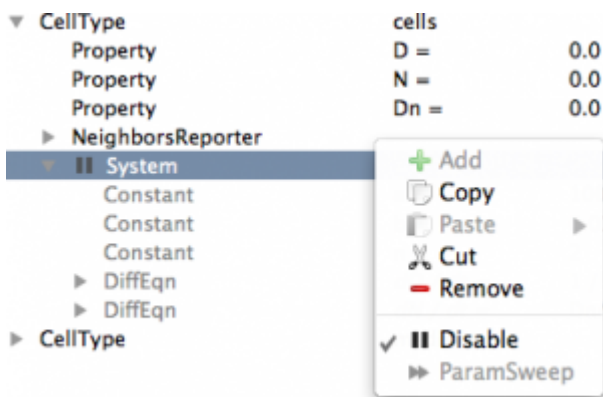 CellType cells
Property D = 0.0
Property N = 0.0
Property Dn = 0.0
NeighborsReporter
System
Constant
Constant
Constant
DiffEqn
DiffEqn
CellType
Add
Copy
Paste
Cut
Remove
Disable
ParamSweep